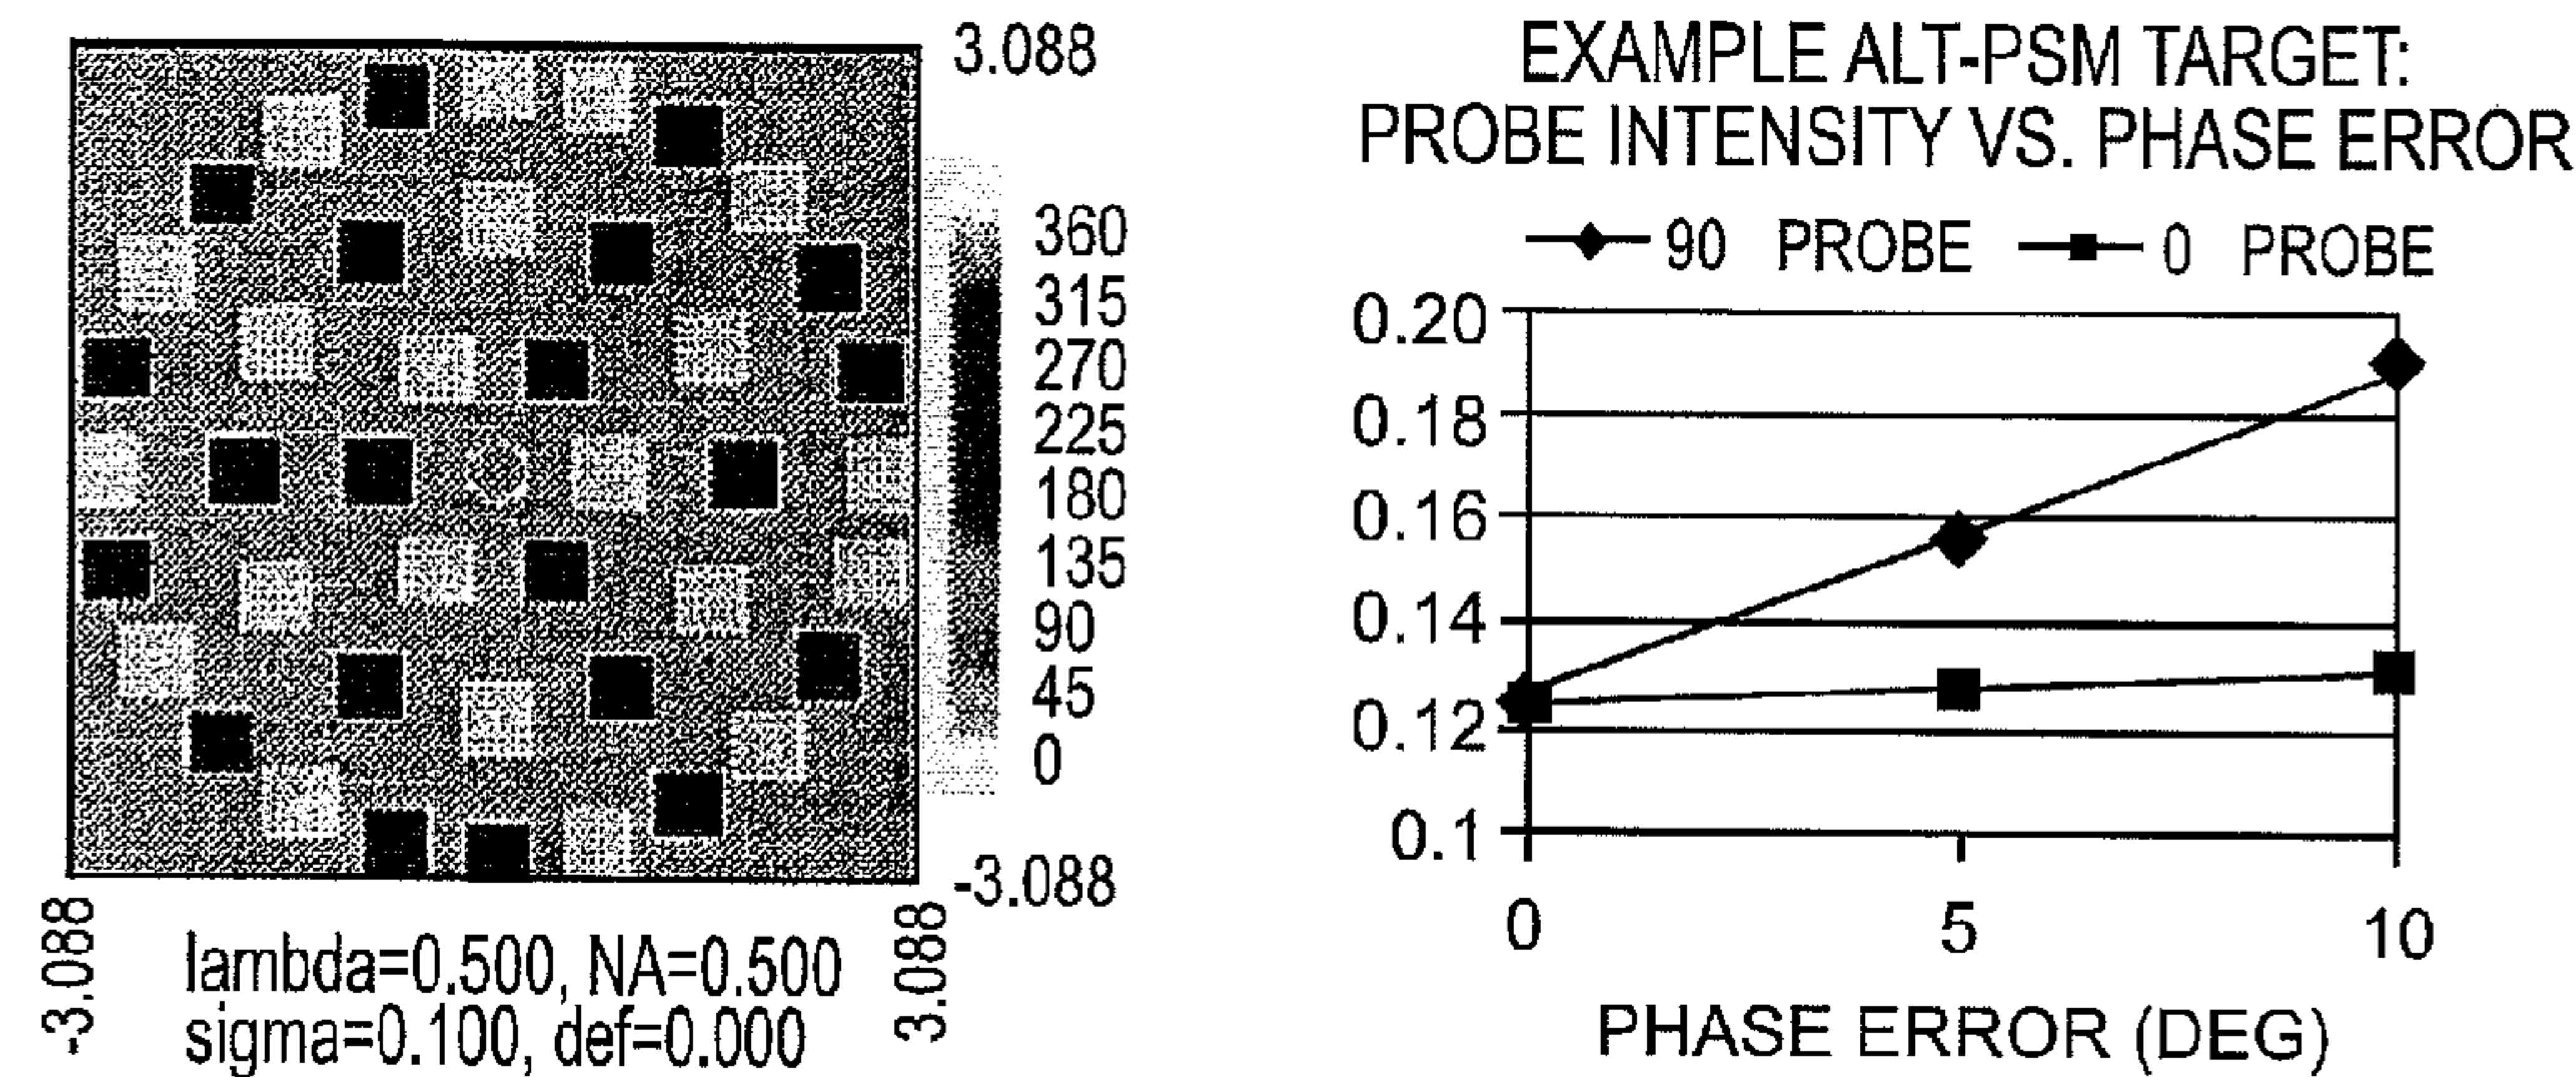 3.088
360
315
270
225
180
135
90
45
0
-3.088
-3.088
3.088
lambda=0.500, NA=0.500
sigma=0.100, def=0.000
EXAMPLE ALT-PSM TARGET:
PROBE INTENSITY VS. PHASE ERROR
90 PROBE 0 PROBE
0.20
0.18
0.16
0.14
0.12
0.1
0 5 10
PHASE ERROR (DEG)